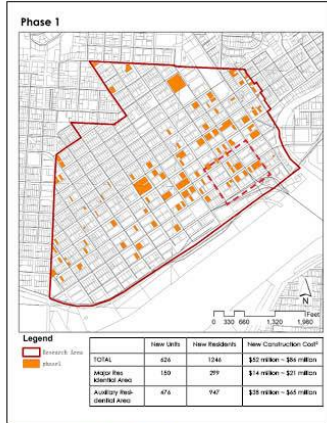 Phase 1
N
0 330 660 1,320 1,980
Feet
Legend
Research Area
phase1
New Units New Residents New Construction Cost
TOTAL 626 1246 $52 million – $86 million
Major Res 150 299 $14 million – $21 million
idential Area
Auxiliary Resi- 476 947 $38 million – $65 million
dential Area